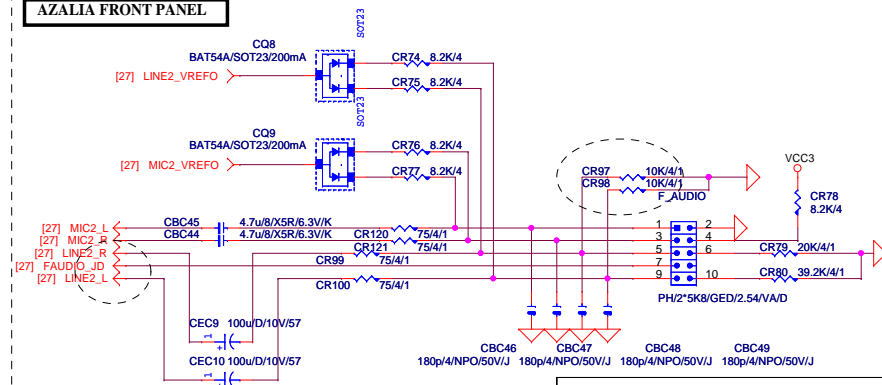 AZALIA FRONT PANEL
SOT23
CQ8
BAT54A/SOT23/200mA
CR74 8.2K/4
[27] LINE2_VREFO
CR75 8.2K/4
SOT23
CQ9
BAT54A/SOT23/200mA
CR76 8.2K/4
[27] MIC2_VREFO
CR77 8.2K/4
CR97 10K/4/1
CR98 10K/4/1
F_AUDIO
VCC3
CR78
8.2K/4
[27] MIC2_L CBC45 4.7u/8/X5R/6.3V/K
[27] MIC2_R CBC44 4.7u/8/X5R/6.3V/K CR120 75/4/1
[27] LINE2_R CR121 75/4/1
[27] FAUDIO_JD CR99 75/4/1
[27] LINE2_L CR100 75/4/1
1 2
3 4
5 6 CR79 20K/4/1
7
9 10 CR80 39.2K/4/1
PH/2*5K8/GED/2.54/VA/D
CEC9 100u/D/10V/57
1
+
CEC10 100u/D/10V/57
1
+
CBC46 CBC47 CBC48 CBC49
180p/4/NPO/50V/J 180p/4/NPO/50V/J 180p/4/NPO/50V/J 180p/4/NPO/50V/J